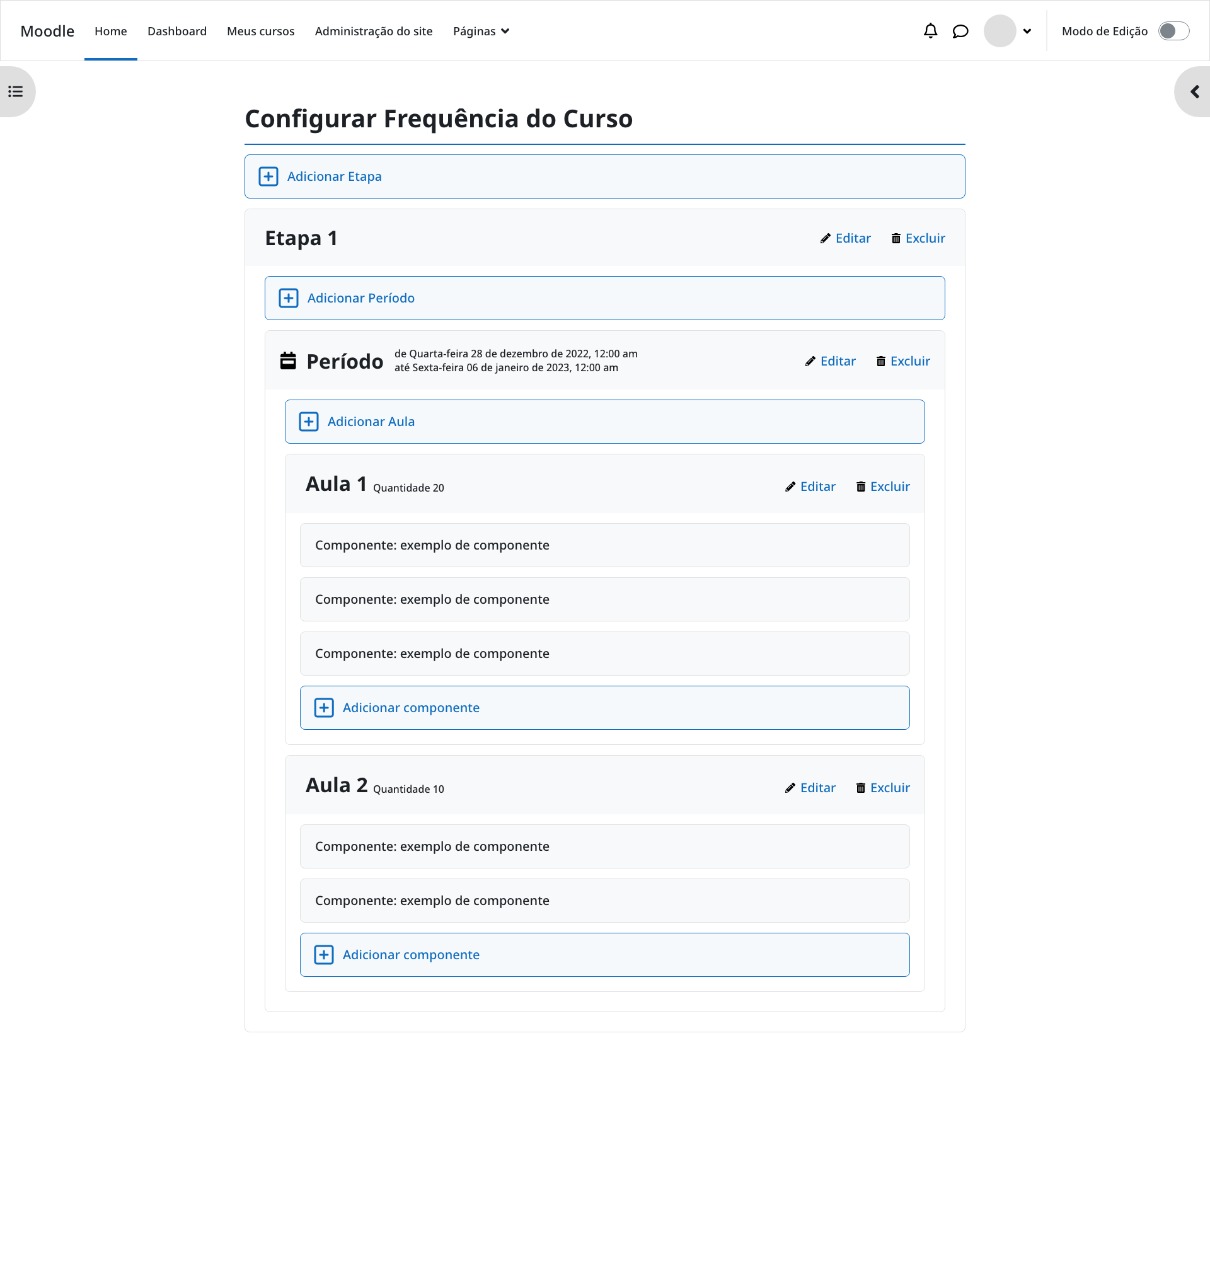 Moodle Home Dashboard Meus cursos Administração do site Páginas Modo de Edição
Configurar Frequência do Curso
Adicionar Etapa
Etapa 1 Editar Excluir
Adicionar Período
Período de Quarta-feira 28 de dezembro de 2022, 12:00 am
até Sexta-feira 06 de janeiro de 2023, 12:00 am Editar Excluir
Adicionar Aula
Aula 1 Quantidade 20 Editar Excluir
Componente: exemplo de componente
Componente: exemplo de componente
Componente: exemplo de componente
Adicionar componente
Aula 2 Quantidade 10 Editar Excluir
Componente: exemplo de componente
Componente: exemplo de componente
Adicionar componente